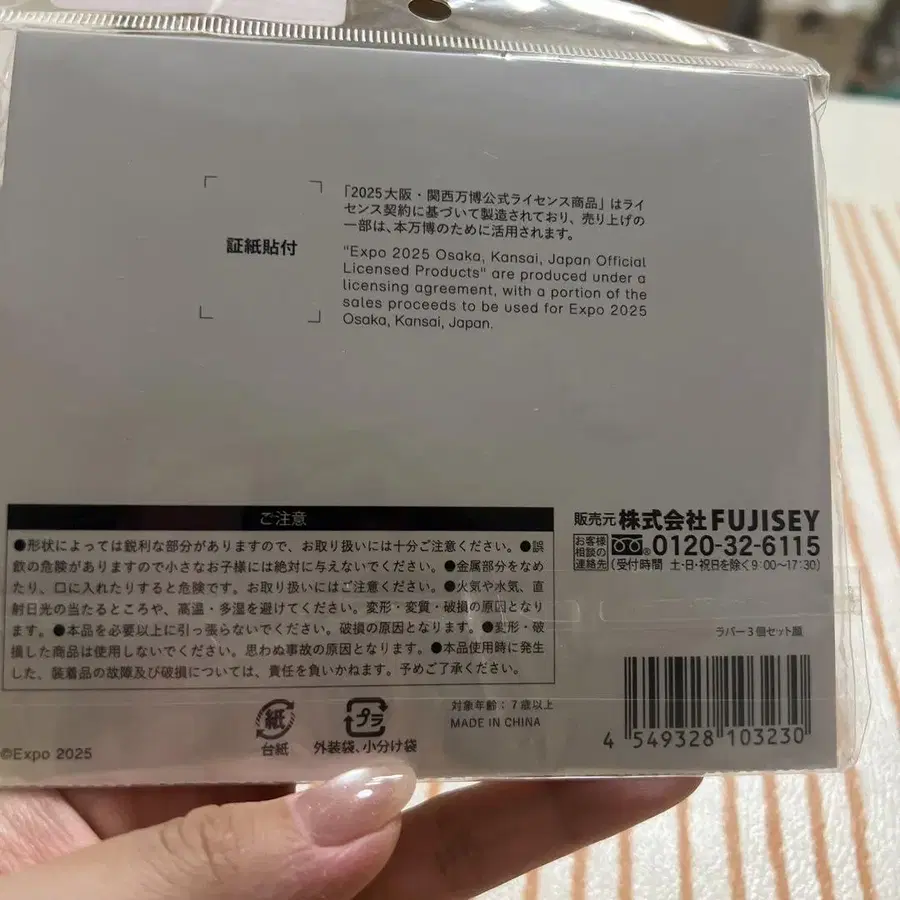 「2025大阪・関西万博公式ライセンス商品」はライ
センス契約に基づいて製造されており、売り上げの
一部は、本万博のために活用されます。
証紙貼付
"Expo 2025 Osaka, Kansai, Japan Official
Licensed Products" are produced under a
licensing agreement, with a portion of the
sales proceeds to be used for Expo 2025
Osaka, Kansai, Japan.
ご注意
●形状によっては鋭利な部分がありますので、お取り扱いには十分ご注意ください。●誤
飲の危険がありますので小さなお子様には絶対に与えないでください。●金属部分をなめ
たり、口に入れたりすると危険です。お取り扱いにはご注意ください。●火気や水気、直
射日光の当たるところや、高温・多湿を避けてください。変形・変質・破損の原因となり
ます。●本品を必要以上に引っ張らないでください。破損の原因となります。●変形・破
損した商品は使用しないでください。思わぬ事故の原因となります。●本品使用時に発生
した、装着品の故障及び破損については、責任を負いかねます。予めご了承ください。
販売元 株式会社FUJISEY
お客様
相談の
連絡先
0120-32-6115
(受付時間 土・日・祝日を除く9:00〜17:30)
ラバー3個セット顔
紙
台紙
プラ
外装袋、小分け袋
対象年齢:7歳以上
MADE IN CHINA
4 549328 103230
©Expo 2025